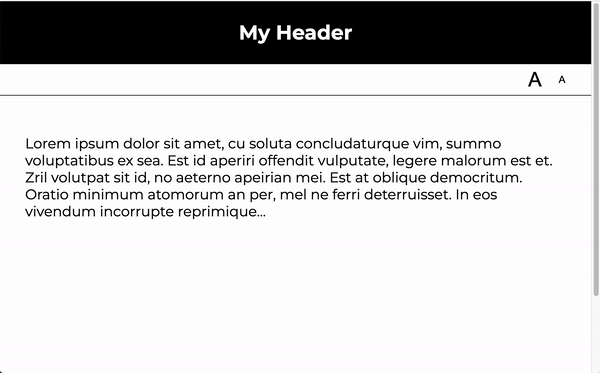 My Header
A A
Lorem ipsum dolor sit amet, cu soluta concludaturque vim, summo
voluptatibus ex sea. Est id aperiri offendit vulputate, legere malorum est et.
Zril volutpat sit id, no aeterno apeirian mei. Est at oblique democritum.
Oratio minimum atomorum an per, mel ne ferri deterruisset. In eos
vivendum incorrupte reprimique...